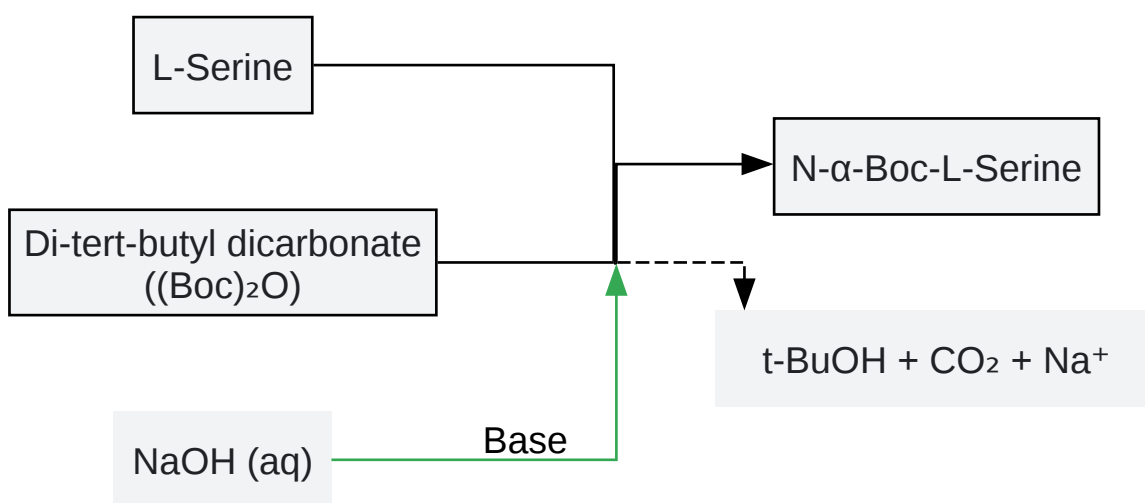 L-Serine
N-α-Boc-L-Serine
Di-tert-butyl dicarbonate
((Boc)₂O)
t-BuOH + CO₂ + Na⁺
Base
NaOH (aq)